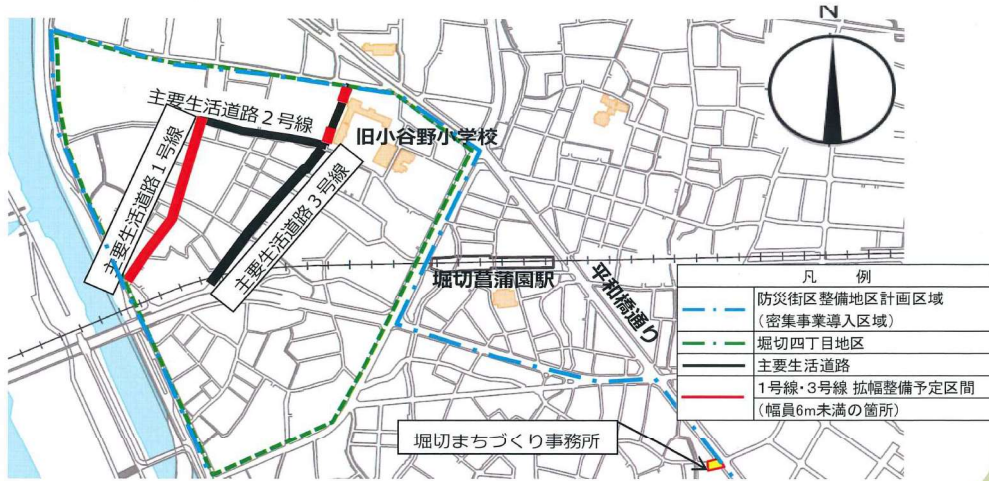 N
主要生活道路2号線
旧小谷野小学校
主要生活道路1号線
主要生活道路3号線
堀切菖蒲園駅
平和橋通り
凡 例
防災街区整備地区計画区域
(密集事業導入区域)
堀切四丁目地区
主要生活道路
1号線・3号線 拡幅整備予定区間
(幅員6m未満の箇所)
堀切まちづくり事務所